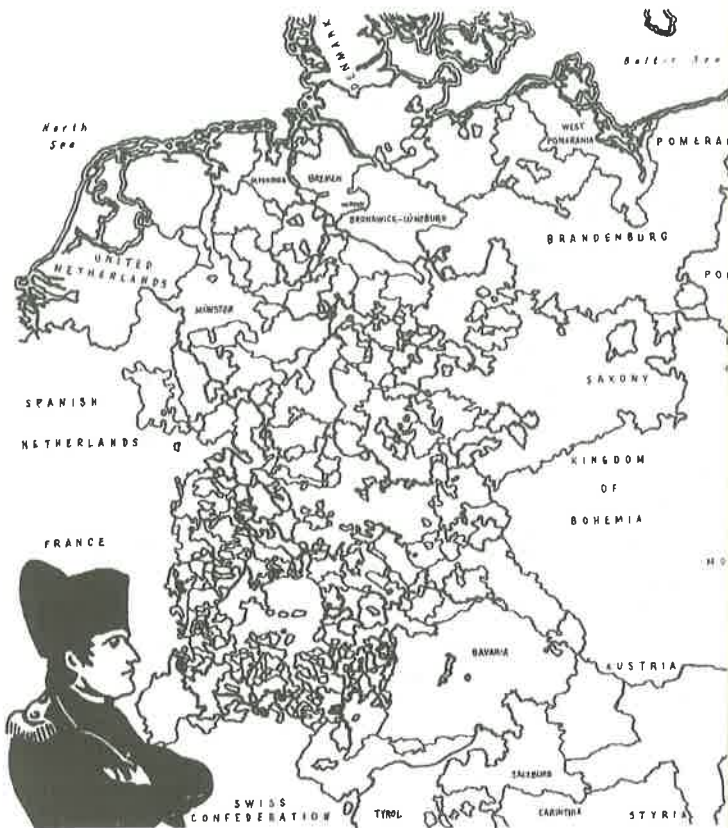 DENMARK
Baltic Sea
North
Sea
WEST
POMERANIA
POMERAN
BREMEN
BRUNSWICK-LÜNEBURG
BRANDENBURG
UNITED
NETHERLANDS
MÜNSTER
SAXONY
SPANISH
NETHERLANDS
KINGDOM
OF
BOHEMIA
FRANCE
BAVARIA
AUSTRIA
SALZBURG
SWISS
CONFEDERATION
TYROL
CARINTHIA
STYRIA